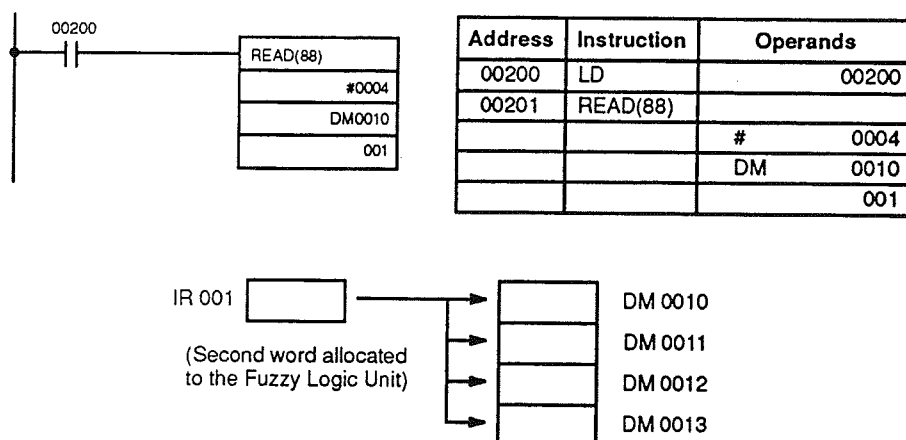 00200
READ(88)
#0004
DM0010
001
Address Instruction Operands
00200 LD 00200
00201 READ(88)
# 0004
DM 0010
001
IR 001
(Second word allocated
to the Fuzzy Logic Unit)
DM 0010
DM 0011
DM 0012
DM 0013